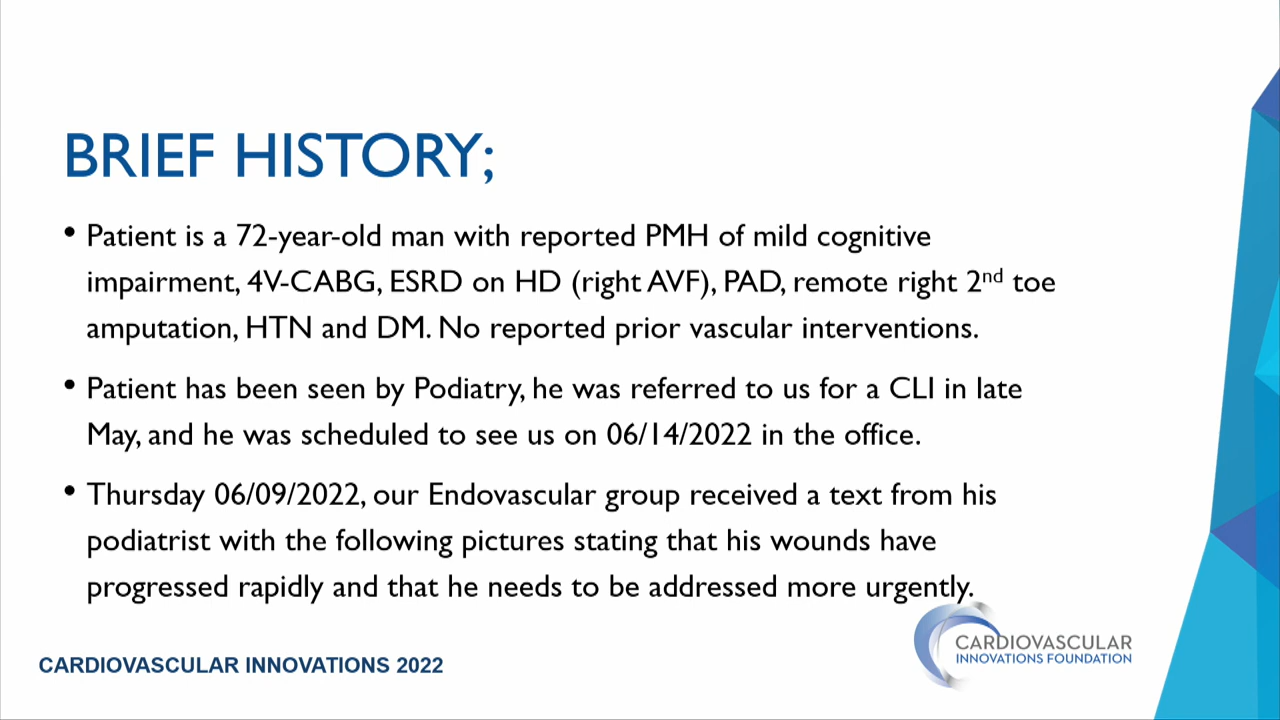 BRIEF HISTORY;
• Patient is a 72-year-old man with reported PMH of mild cognitive
impairment, 4V-CABG, ESRD on HD (right AVF), PAD, remote right 2nd toe
amputation, HTN and DM. No reported prior vascular interventions.
• Patient has been seen by Podiatry, he was referred to us for a CLI in late
May, and he was scheduled to see us on 06/14/2022 in the office.
• Thursday 06/09/2022, our Endovascular group received a text from his
podiatrist with the following pictures stating that his wounds have
progressed rapidly and that he needs to be addressed more urgently.
CARDIOVASCULAR
INNOVATIONS FOUNDATION
CARDIOVASCULAR INNOVATIONS 2022